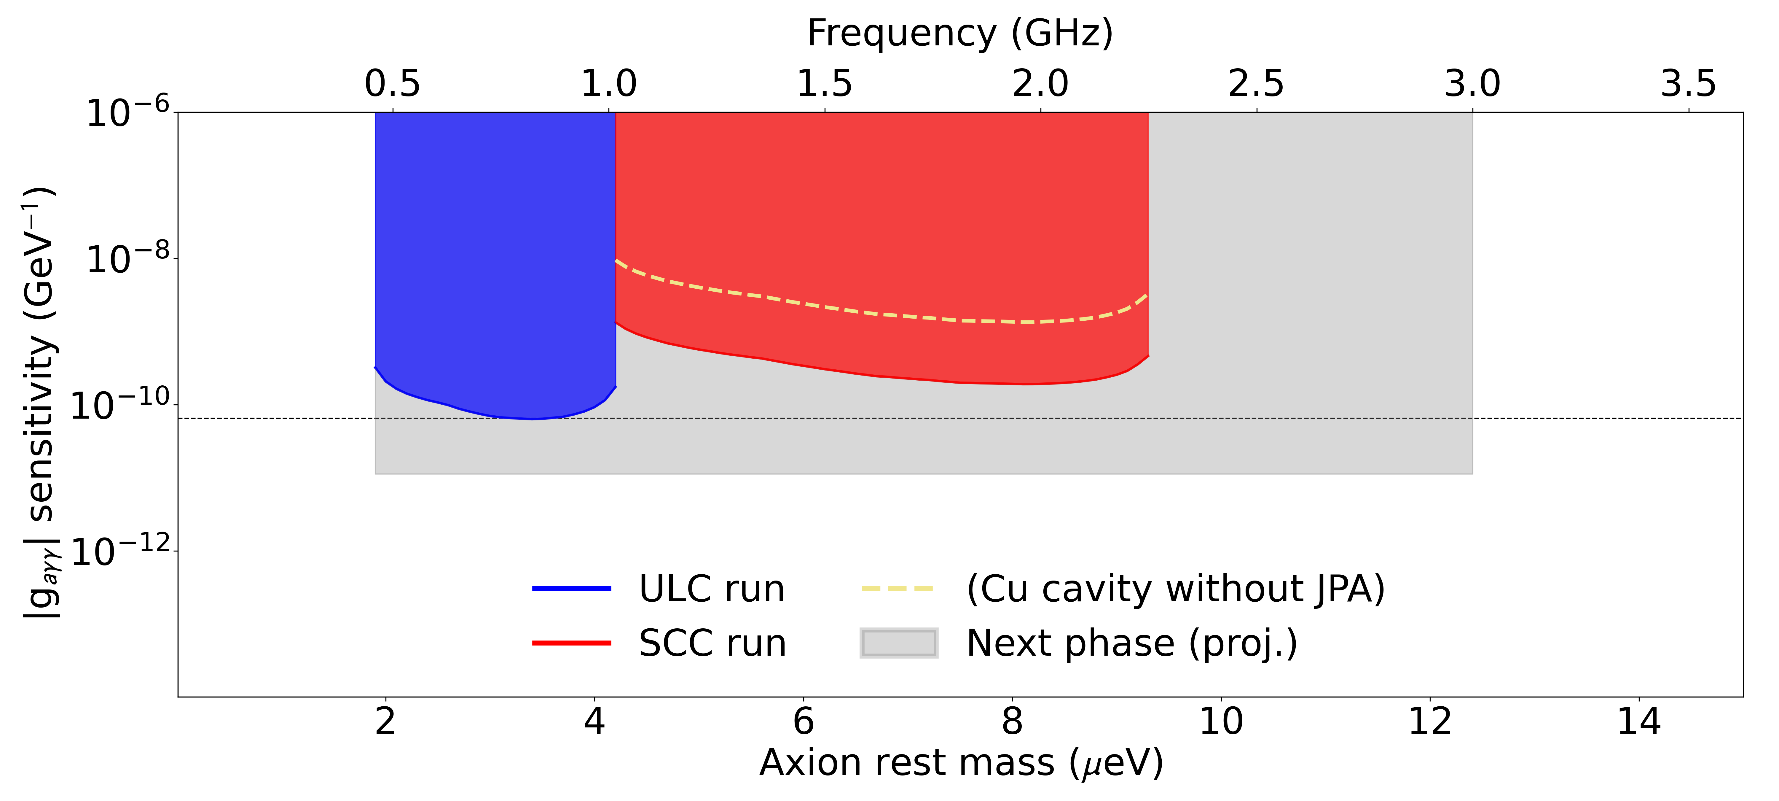 Frequency (GHz)
0.5 1.0 1.5 2.0 2.5 3.0 3.5
|g_{aγγ}| sensitivity (GeV⁻¹)
10⁻⁶
10⁻⁸
10⁻¹⁰
10⁻¹²
ULC run (Cu cavity without JPA)
SCC run Next phase (proj.)
2 4 6 8 10 12 14
Axion rest mass (μeV)